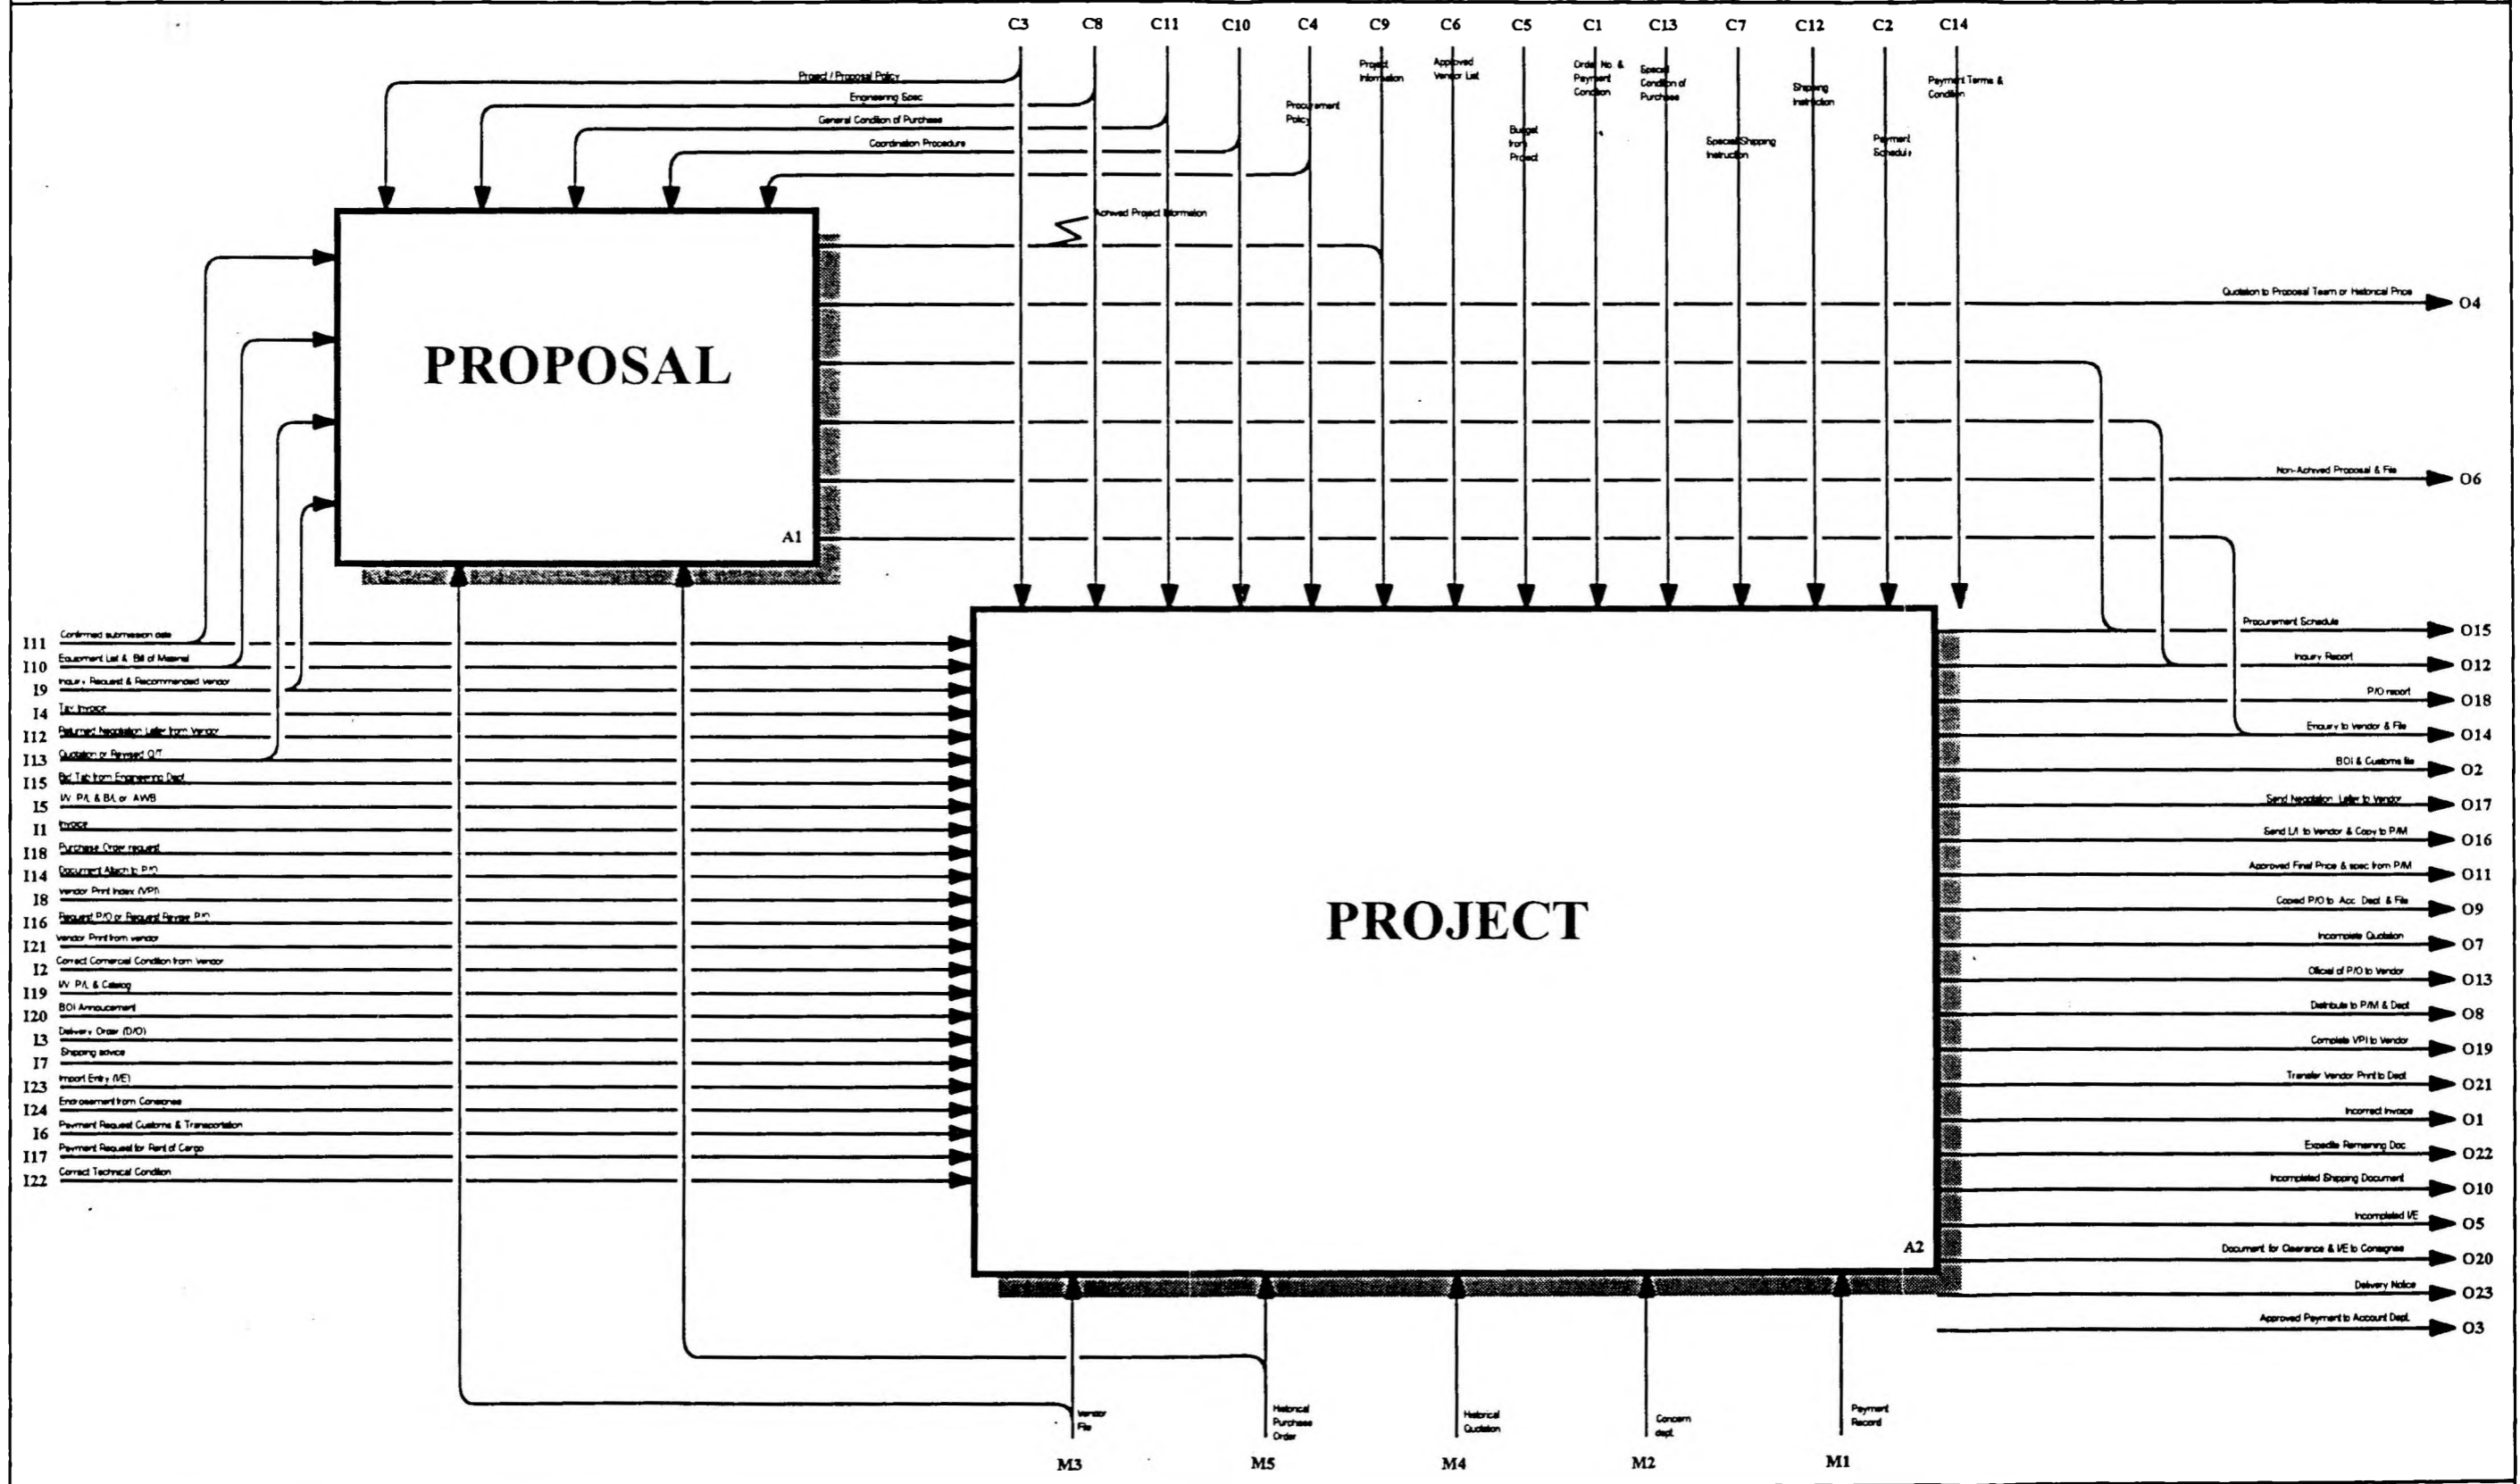 C3 C8 C11 C10 C4 C9 C6 C5 C1 C13 C7 C12 C2 C14
Project / Proposal Policy
Engineering Spec
General Condition of Purchase
Coordination Procedure
Procurement
Policy
Project
Information
Approved
Vendor List
Budget
from
Project
Order No. &
Payment
Condition
Special
Condition of
Purchase
Special Shipping
Instruction
Shipping
Instruction
Payment
Schedule
Payment Terms &
Condition
Achived Project Information
PROPOSAL
A1
Quotation to Proposal Team or Historical Price O4
Non-Achived Proposal & File O6
I11 Confirmed submission date
I10 Equipment List & Bill of Material
I9 Inquiry Request & Recommended Vendor
I4 Tax Invoice
I12 Returned Negotiation Letter from Vendor
I13 Quotation or Revised Q/T
I15 Bid Tab from Engineering Dept.
I5 I/V P/L & B/L or AWB
I1 Invoice
I18 Purchase Order request
I14 Document Attach to P/O
I8 Vendor Print Index (VPI)
I16 Request P/O or Request Revise P/O
I21 Vendor Print from vendor
I2 Correct Comercial Condition from Vendor
I19 I/V P/L & Catalog
I20 BOI Annoucement
I3 Delivery Order (D/O)
I7 Shipping advice
I23 Import Entry (I/E)
I24 Endrosement from Consignee
I6 Payment Request Customs & Transportation
I17 Payment Request for Rent of Cargo
I22 Correct Technical Condition
PROJECT
A2
Procurement Schedule O15
Inquiry Report O12
P/O report O18
Enquiry to Vendor & File O14
BOI & Customs file O2
Send Negotiation Letter to Vendor O17
Send L/I to Vendor & Copy to P/M O16
Approved Final Price & spec from P/M O11
Copied P/O to Acc. Dept & File O9
Incomplete Quotation O7
Official of P/O to Vendor O13
Distribute to P/M & Dept O8
Complete VPI to Vendor O19
Transfer Vendor Print to Dept O21
Incorrect Invoice O1
Expedite Remaining Doc O22
Incompleted Shipping Document O10
Incompleted I/E O5
Document for Clearance & I/E to Consignee O20
Delivery Notice O23
Approved Payment to Account Dept. O3
Vendor
File
Historical
Purchase
Order
Historical
Quotation
Concern
dept.
Payment
Record
M3 M5 M4 M2 M1